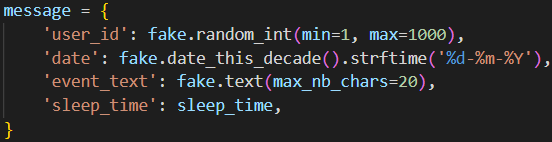 message = {
    'user_id': fake.random_int(min=1, max=1000),
    'date': fake.date_this_decade().strftime('%d-%m-%Y'),
    'event_text': fake.text(max_nb_chars=20),
    'sleep_time': sleep_time,
}